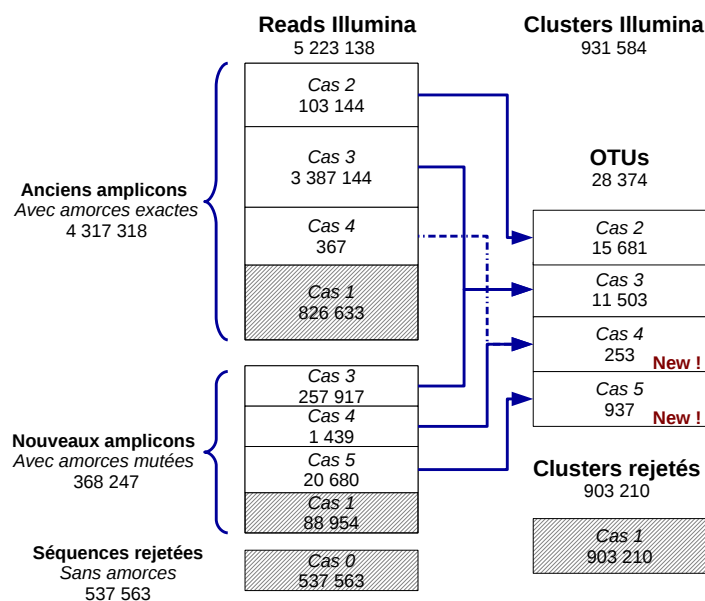 Reads Illumina
5 223 138
Clusters Illumina
931 584
Anciens amplicons
Avec amorces exactes
4 317 318
Cas 2
103 144
Cas 3
3 387 144
Cas 4
367
Cas 1
826 633
Nouveaux amplicons
Avec amorces mutées
368 247
Cas 3
257 917
Cas 4
1 439
Cas 5
20 680
Cas 1
88 954
Séquences rejetées
Sans amorces
537 563
Cas 0
537 563
OTUs
28 374
Cas 2
15 681
Cas 3
11 503
Cas 4
253
New !
Cas 5
937
New !
Clusters rejetés
903 210
Cas 1
903 210